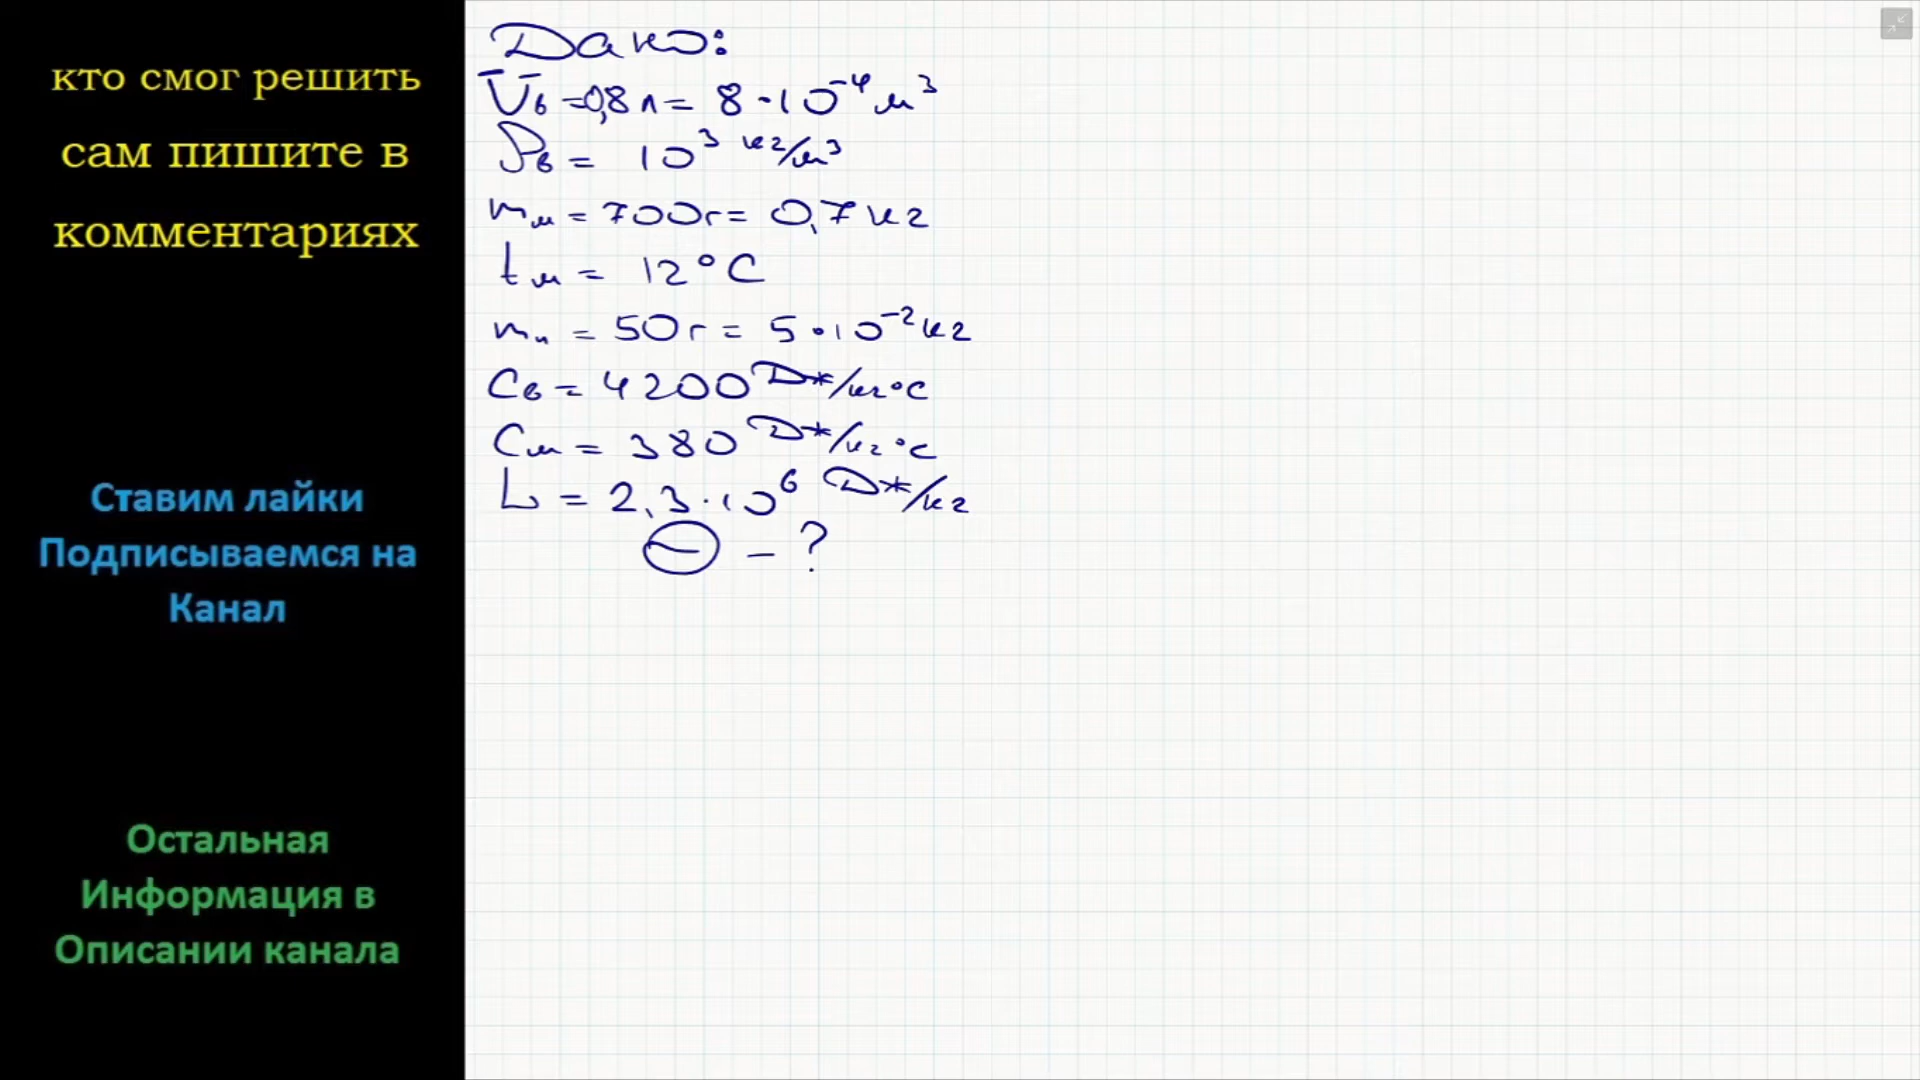 кто смог решить
сам пишите в
комментариях
Ставим лайки
Подписываемся на
Канал
Остальная
Информация в
Описании канала
Дано:
Vв = 0,8 л = 8 · 10⁻⁴ м³
ρв = 10³ кг/м³
mм = 700г = 0,7 кг
tм = 12°C
mп = 50г = 5 · 10⁻² кг
Cв = 4200 Дж/кг°C
Cм = 380 Дж/кг°C
L = 2,3 · 10⁶ Дж/кг
Θ - ?